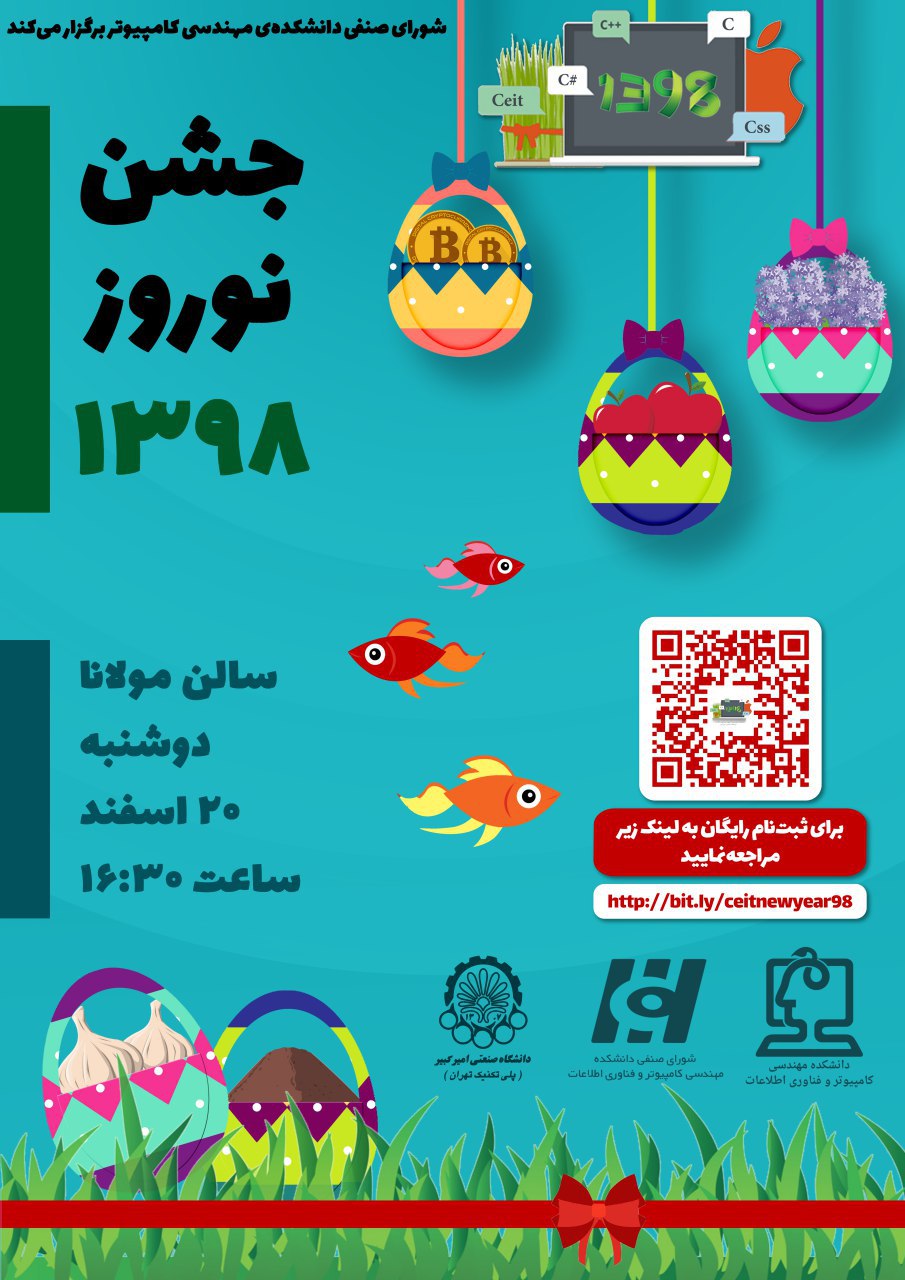 شورای صنفی دانشکده‌ی مهندسی کامپیوتر برگزار می‌کند
C++
C
C#
1398
Ceit
Css
جشن
نوروز
۱۳۹۸
سالن مولانا
دوشنبه
۲۰ اسفند
ساعت ۱۶:۳۰
برای ثبت‌نام رایگان به لینک زیر
مراجعه نمایید
http://bit.ly/ceitnewyear98
دانشگاه صنعتی امیرکبیر
( پلی تکنیک تهران )
شورای صنفی دانشکده
مهندسی کامپیوتر و فناوری اطلاعات
دانشکده مهندسی
کامپیوتر و فناوری اطلاعات